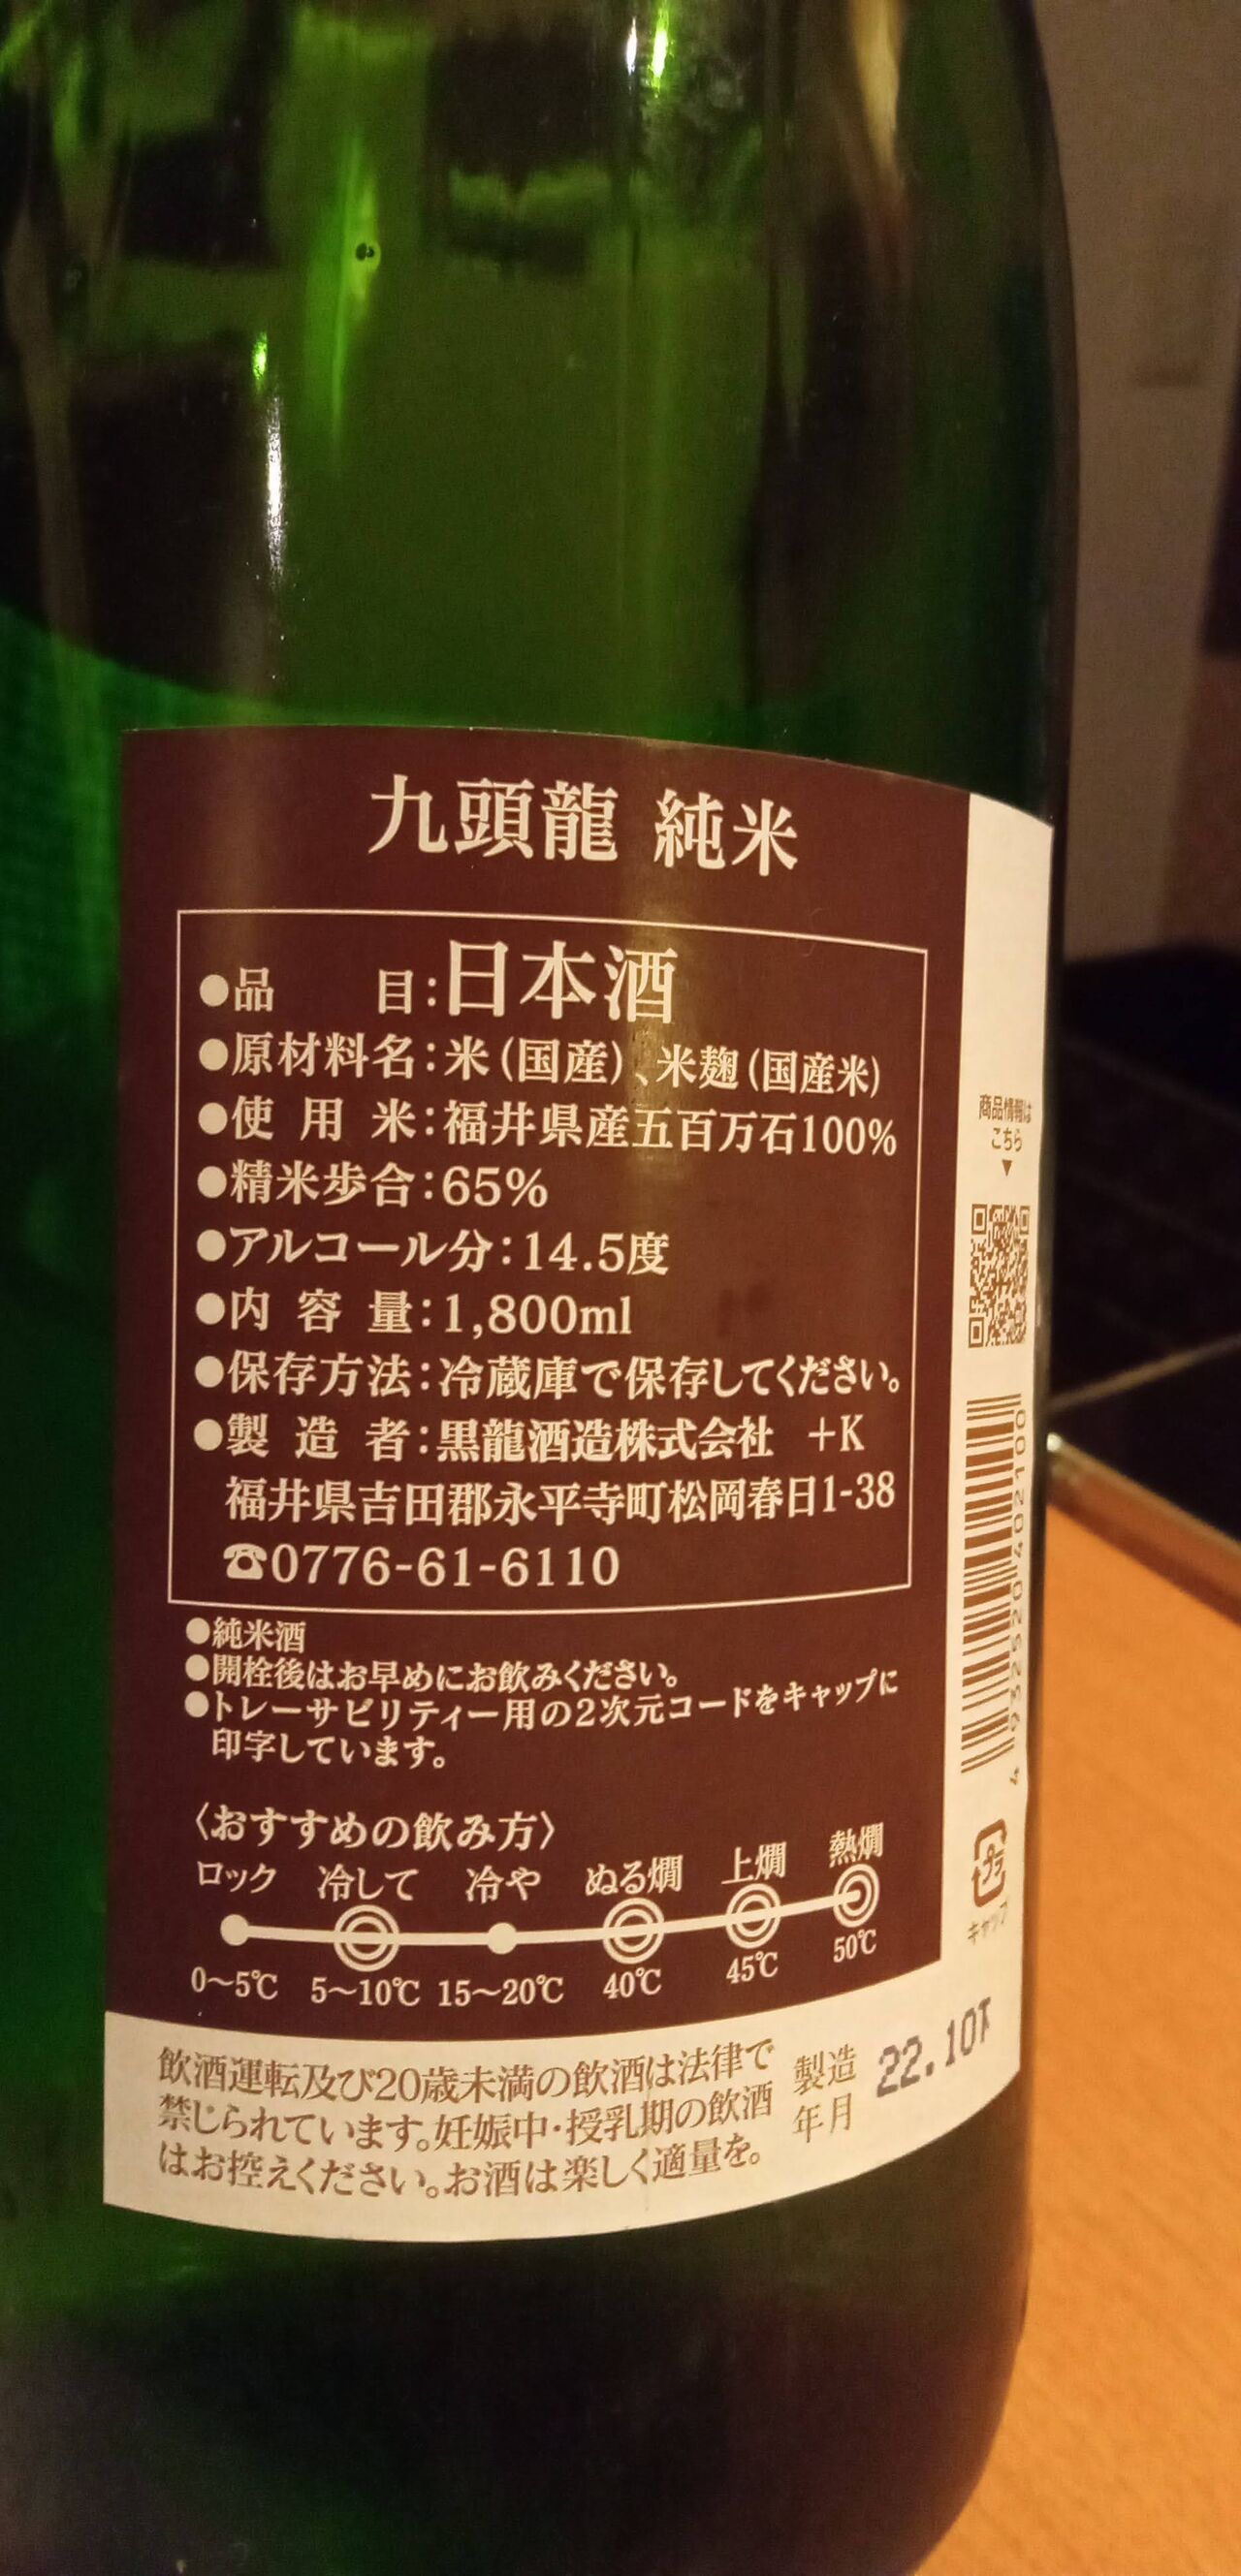 九頭龍 純米
●品　目：日本酒
●原材料名：米（国産）、米麹（国産米）
●使用米：福井県産五百万石100%
●精米歩合：65%
●アルコール分：14.5度
●内容量：1,800ml
●保存方法：冷蔵庫で保存してください。
●製造者：黒龍酒造株式会社　+K
福井県吉田郡永平寺町松岡春日1-38
☎0776-61-6110
●純米酒
●開栓後はお早めにお飲みください。
●トレーサビリティー用の2次元コードをキャップに
印字しています。
〈おすすめの飲み方〉
ロック　冷して　冷や　ぬる燗　上燗　熱燗
0〜5℃　5〜10℃　15〜20℃　40℃　45℃　50℃
飲酒運転及び20歳未満の飲酒は法律で
禁じられています。妊娠中・授乳期の飲酒
はお控えください。お酒は楽しく適量を。
製造
年月
22.10下
商品情報は
こちら
▼
4 932520 402100
プラ
キャップ